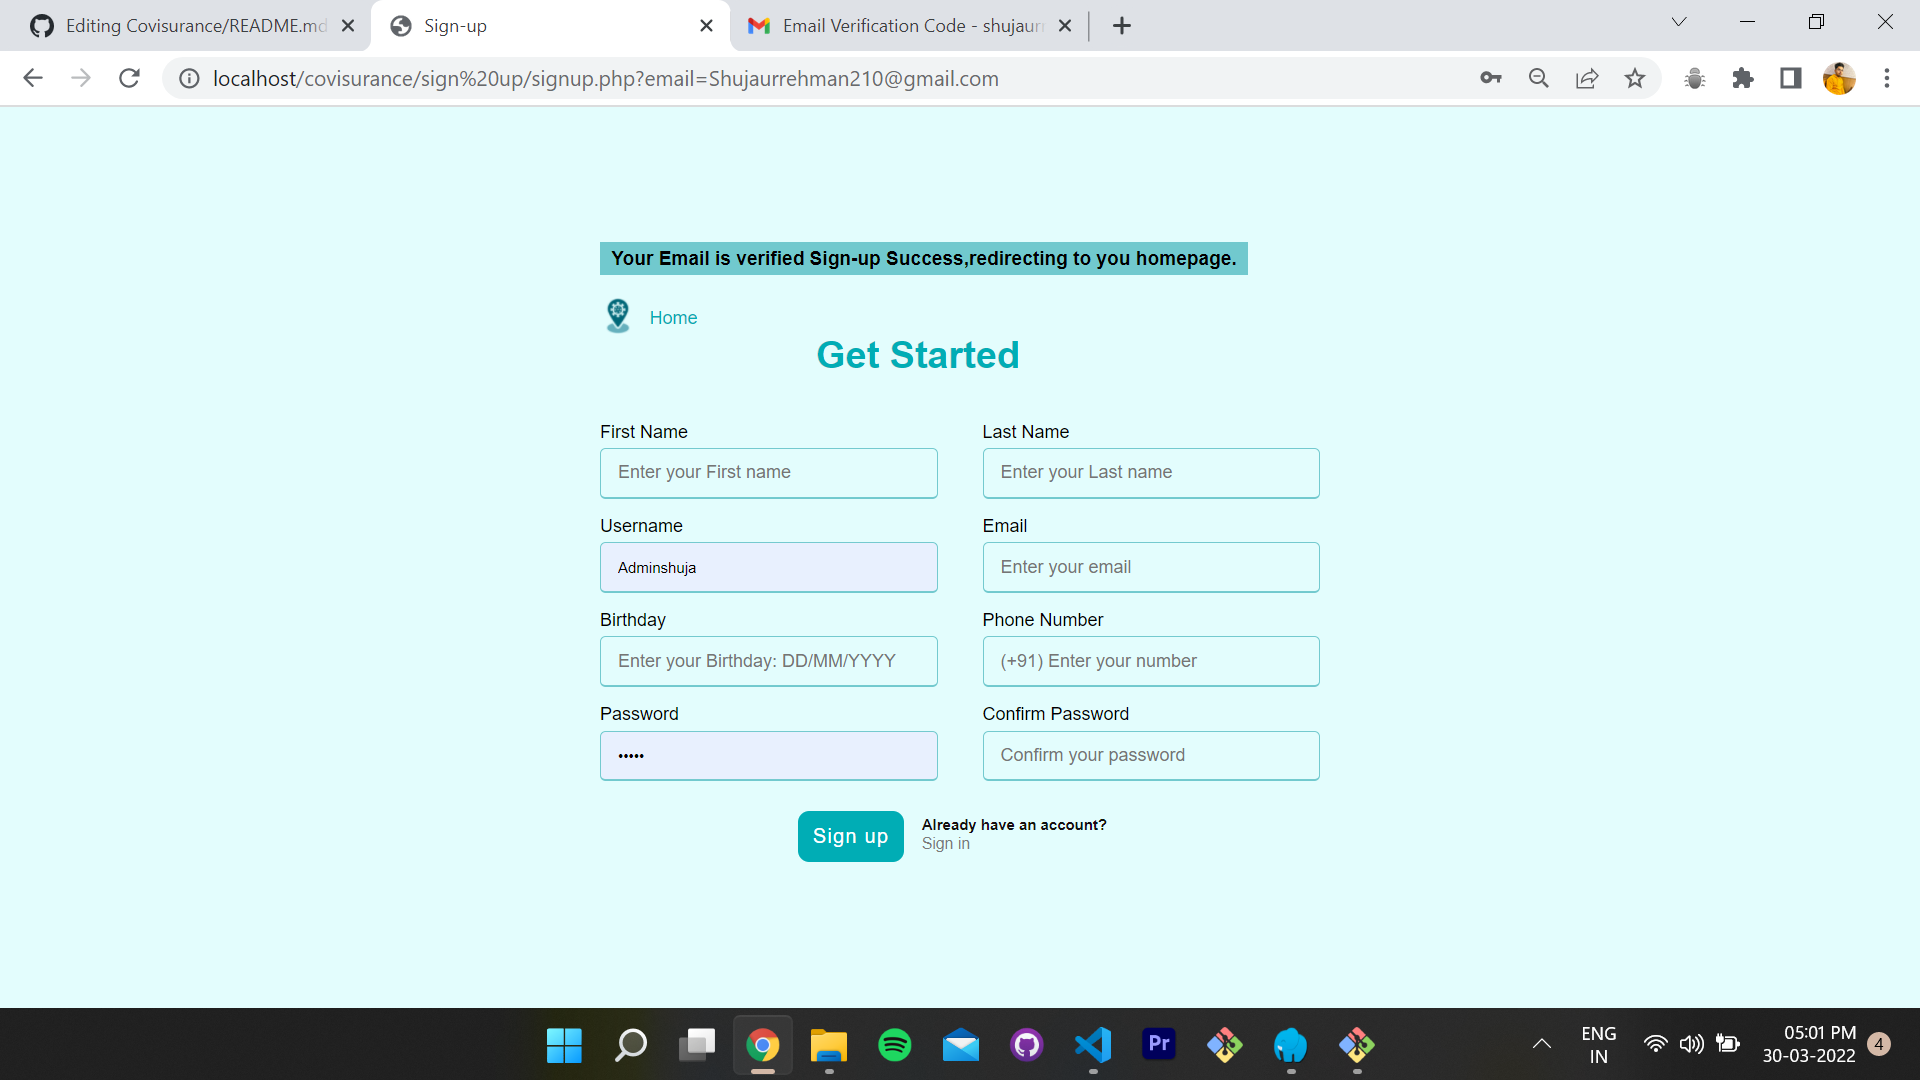 Editing Covisurance/README.md
Sign-up
Email Verification Code - shujaurr
localhost/covisurance/sign%20up/signup.php?email=Shujaurrehman210@gmail.com
Your Email is verified Sign-up Success,redirecting to you homepage.
Home
Get Started
First Name
Last Name
Enter your First name
Enter your Last name
Username
Email
Adminshuja
Enter your email
Birthday
Phone Number
Enter your Birthday: DD/MM/YYYY
(+91) Enter your number
Password
Confirm Password
•••••
Confirm your password
Sign up
Already have an account?
Sign in
Pr
ENG
IN
05:01 PM
30-03-2022
4